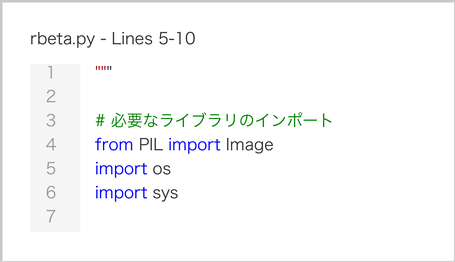 rbeta.py - Lines 5-10
1 """
2
3 # 必要なライブラリのインポート
4 from PIL import Image
5 import os
6 import sys
7